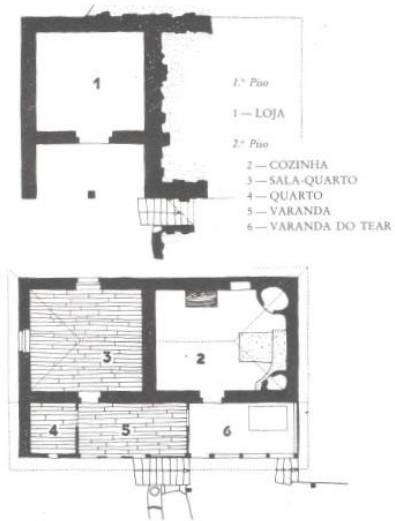 1
1.º Piso
1 — LOJA
2.º Piso
2 — COZINHA
3 — SALA-QUARTO
4 — QUARTO
5 — VARANDA
6 — VARANDA DO TEAR
3
2
4
5
6